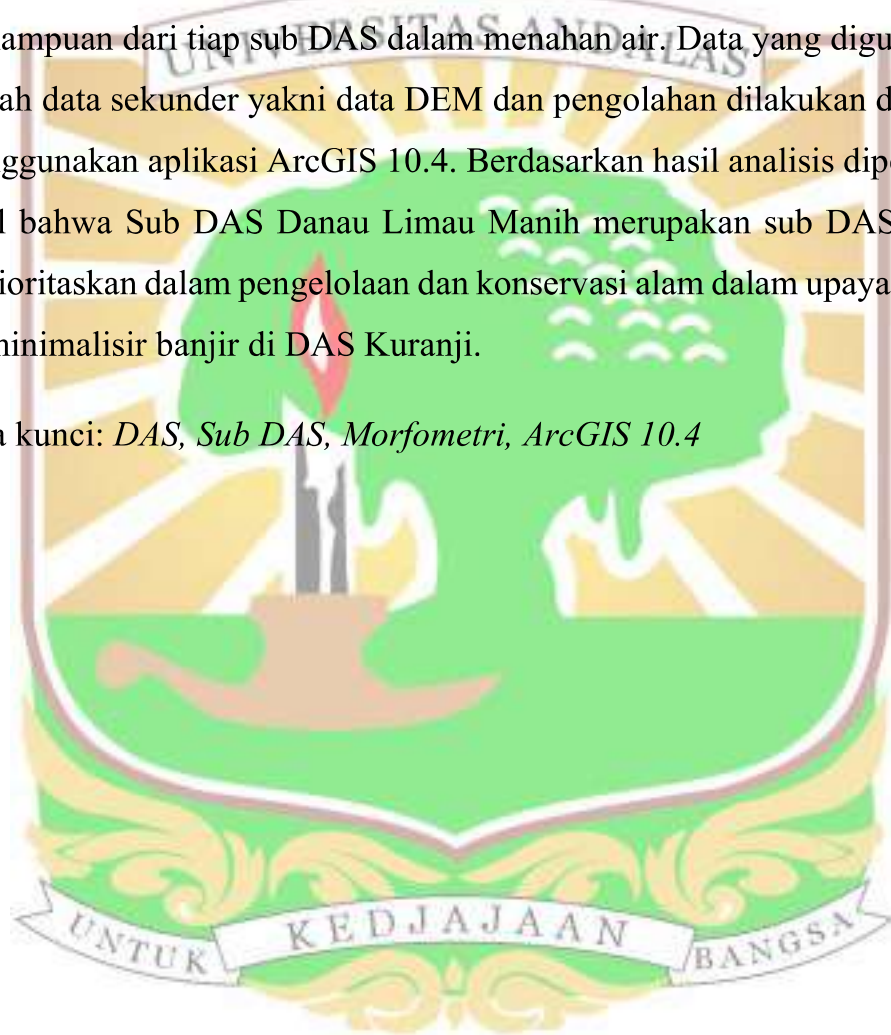 UNIVERSITAS ANDALAS
ampuan dari tiap sub DAS dalam menahan air. Data yang digu
ah data sekunder yakni data DEM dan pengolahan dilakukan d
ggunakan aplikasi ArcGIS 10.4. Berdasarkan hasil analisis dipe
l bahwa Sub DAS Danau Limau Manih merupakan sub DAS
ioritaskan dalam pengelolaan dan konservasi alam dalam upaya
ninimalisir banjir di DAS Kuranji.
a kunci: DAS, Sub DAS, Morfometri, ArcGIS 10.4
UNTUK KEDJAJAAN BANGSA